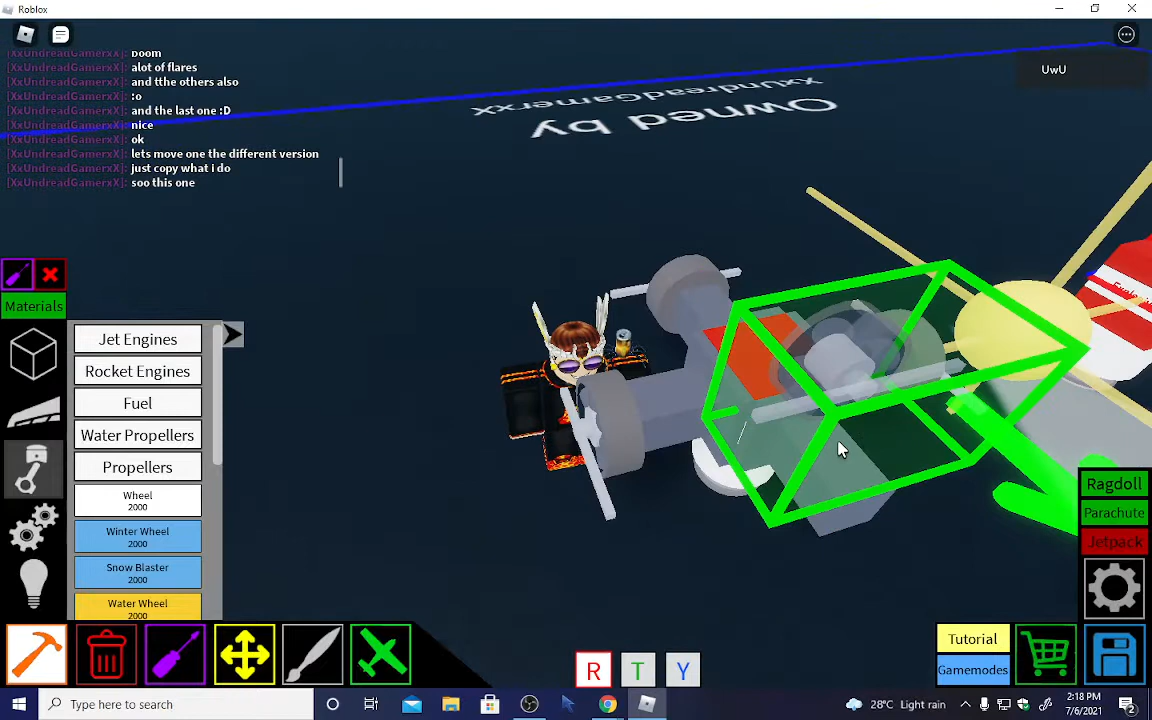 Roblox
[XxUndreadGamerxX]: boom
[XxUndreadGamerxX]: alot of flares
[XxUndreadGamerxX]: and tthe others also
[XxUndreadGamerxX]: :o
[XxUndreadGamerxX]: and the last one :D
[XxUndreadGamerxX]: nice
[XxUndreadGamerxX]: ok
[XxUndreadGamerxX]: lets move one the different version
[XxUndreadGamerxX]: just copy what i do
[XxUndreadGamerxX]: soo this one
UwU
Owned by
XxUndreadGamerxX
Materials
Jet Engines
Rocket Engines
Fuel
Water Propellers
Propellers
Wheel
2000
Winter Wheel
2000
Snow Blaster
2000
Water Wheel
2000
Ragdoll
Parachute
Jetpack
R
T
Y
Tutorial
Gamemodes
Type here to search
28°C Light rain
2:18 PM
7/6/2021
2